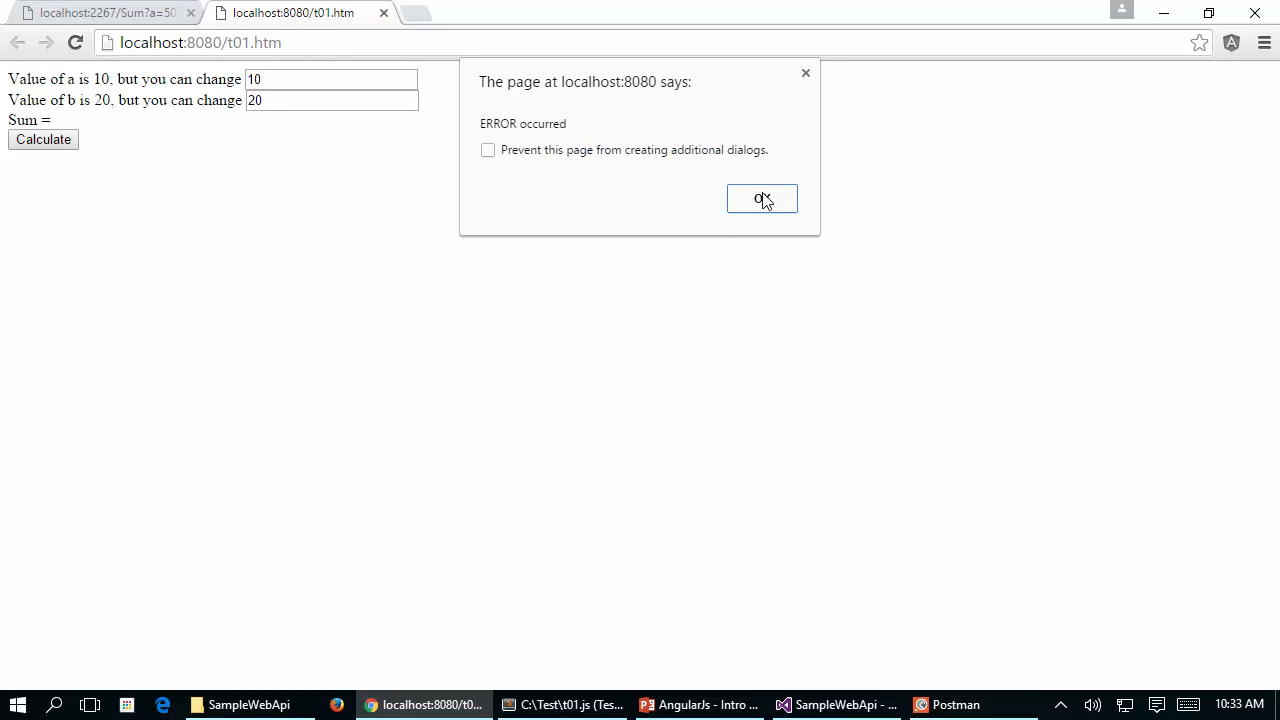 localhost:2267/Sum?a=50
localhost:8080/t01.htm
localhost:8080/t01.htm
Value of a is 10, but you can change 10
Value of b is 20, but you can change 20
Sum =
Calculate
The page at localhost:8080 says:
ERROR occurred
Prevent this page from creating additional dialogs.
OK
SampleWebApi
localhost:8080/t0...
C:\Test\t01.js (Tes...
AngularJs - Intro ...
SampleWebApi - ...
Postman
10:33 AM